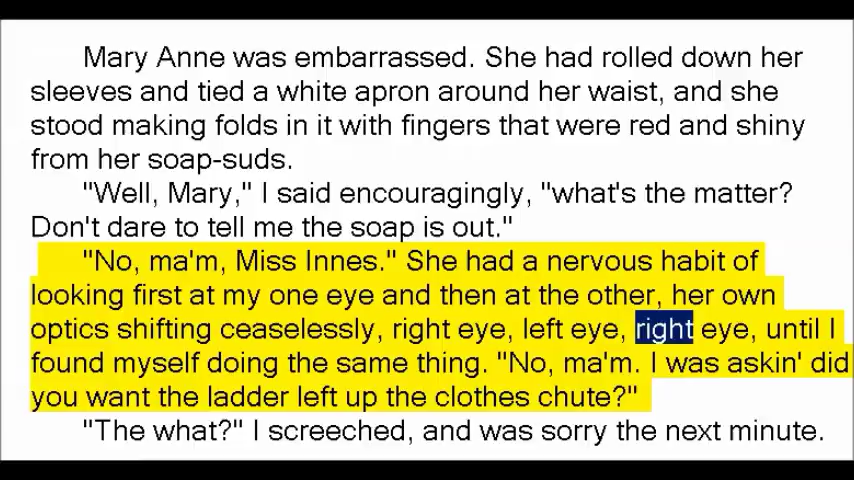 Mary Anne was embarrassed. She had rolled down her
sleeves and tied a white apron around her waist, and she
stood making folds in it with fingers that were red and shiny
from her soap-suds.
"Well, Mary," I said encouragingly, "what's the matter?
Don't dare to tell me the soap is out."
"No, ma'm, Miss Innes." She had a nervous habit of
looking first at my one eye and then at the other, her own
optics shifting ceaselessly, right eye, left eye, right eye, until I
found myself doing the same thing. "No, ma'm. I was askin' did
you want the ladder left up the clothes chute?"
"The what?" I screeched, and was sorry the next minute.